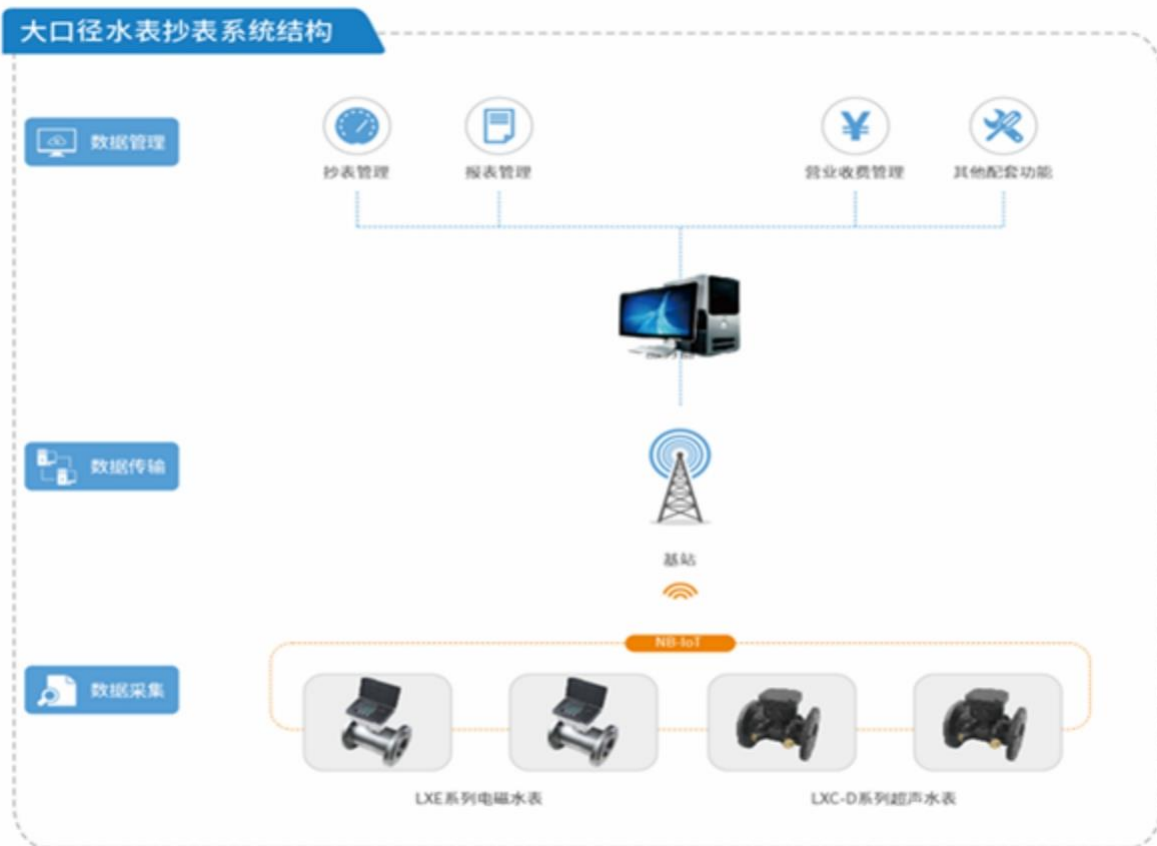 大口径水表抄表系统结构
数据管理
抄表管理
报表管理
营业收费管理
其他配套功能
数据传输
基站
NB-IoT
数据采集
LXE系列电磁水表
LXC-D系列超声水表